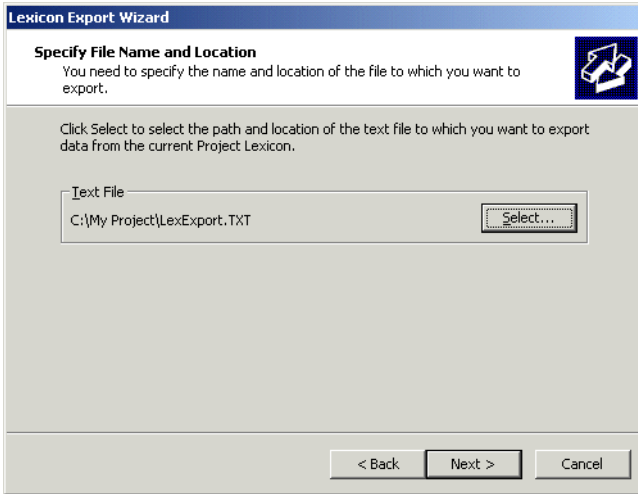 Lexicon Export Wizard
Specify File Name and Location
You need to specify the name and location of the file to which you want to
export.
Click Select to select the path and location of the text file to which you want to export
data from the current Project Lexicon.
Text File
C:\My Project\LexExport.TXT
Select...
< Back
Next >
Cancel